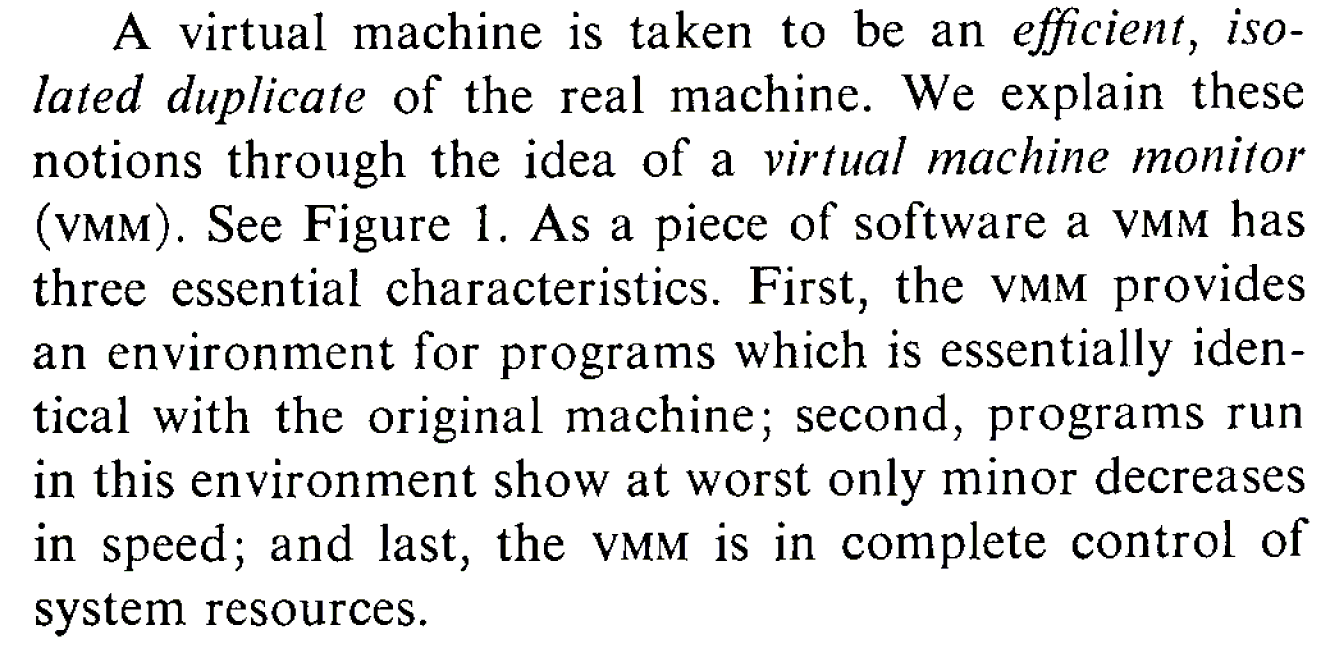 A virtual machine is taken to be an efficient, iso-
lated duplicate of the real machine. We explain these
notions through the idea of a virtual machine monitor
(VMM). See Figure 1. As a piece of software a VMM has
three essential characteristics. First, the VMM provides
an environment for programs which is essentially iden-
tical with the original machine; second, programs run
in this environment show at worst only minor decreases
in speed; and last, the VMM is in complete control of
system resources.